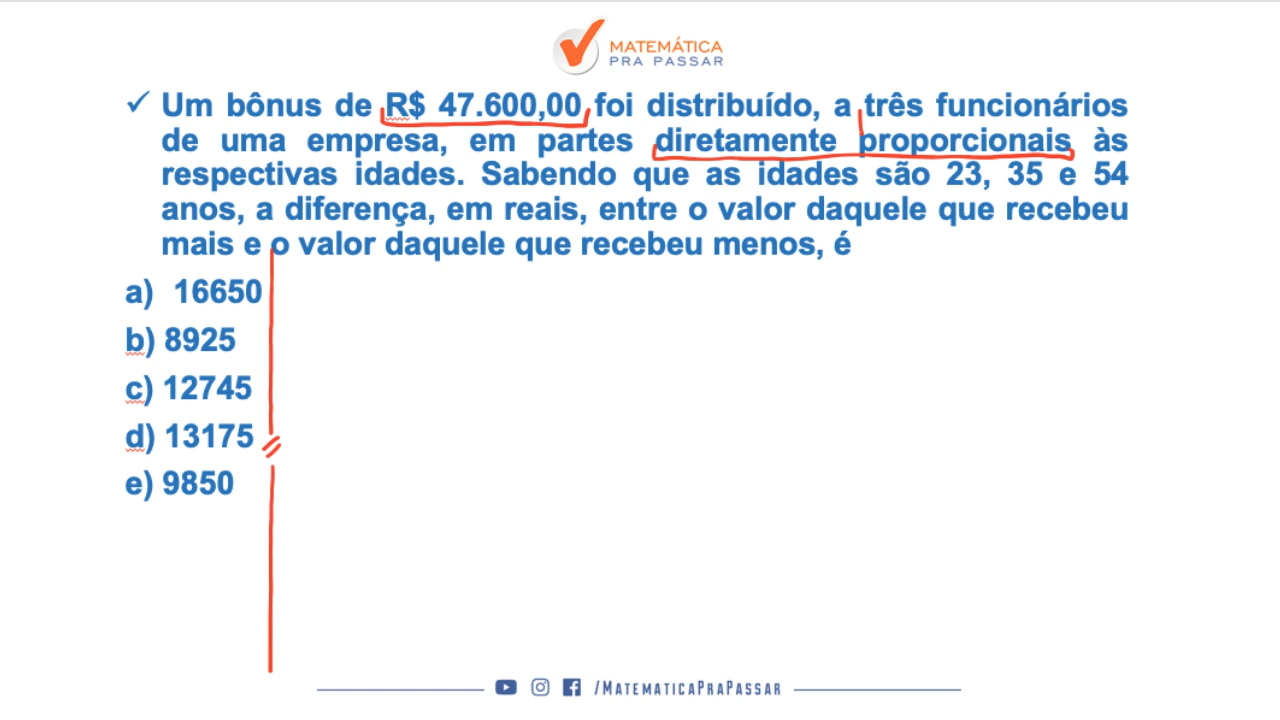 MATEMÁTICA
PRA PASSAR
✓ Um bônus de R$ 47.600,00 foi distribuído, a três funcionários
de uma empresa, em partes diretamente proporcionais às
respectivas idades. Sabendo que as idades são 23, 35 e 54
anos, a diferença, em reais, entre o valor daquele que recebeu
mais e o valor daquele que recebeu menos, é
a) 16650
b) 8925
c) 12745
d) 13175
e) 9850
/MATEMATICAPRAPASSAR